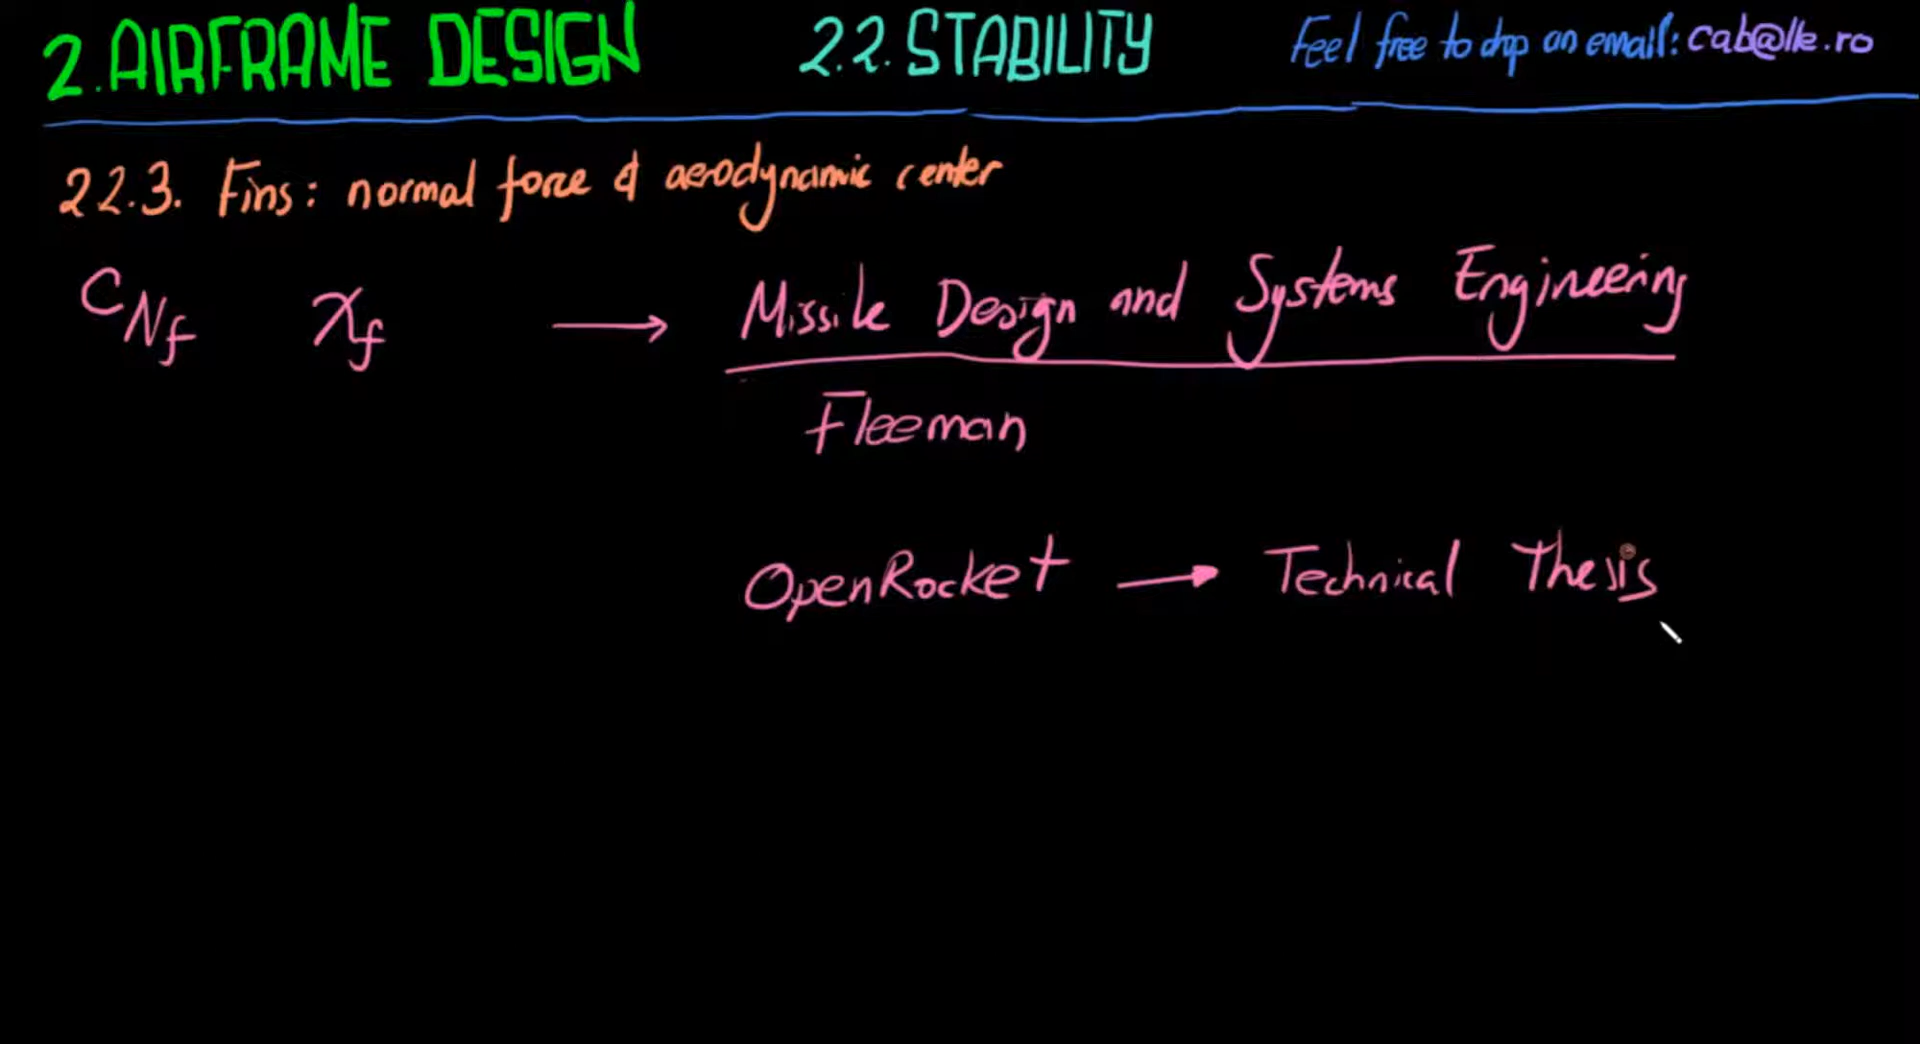 2. AIRFRAME DESIGN 2.2. STABILITY Feel free to drop an email: cab@lle.ro
2.2.3. Fins: normal force & aerodynamic center
CNf xf → Missile Design and Systems Engineering
Fleeman
OpenRocket → Technical Thesis